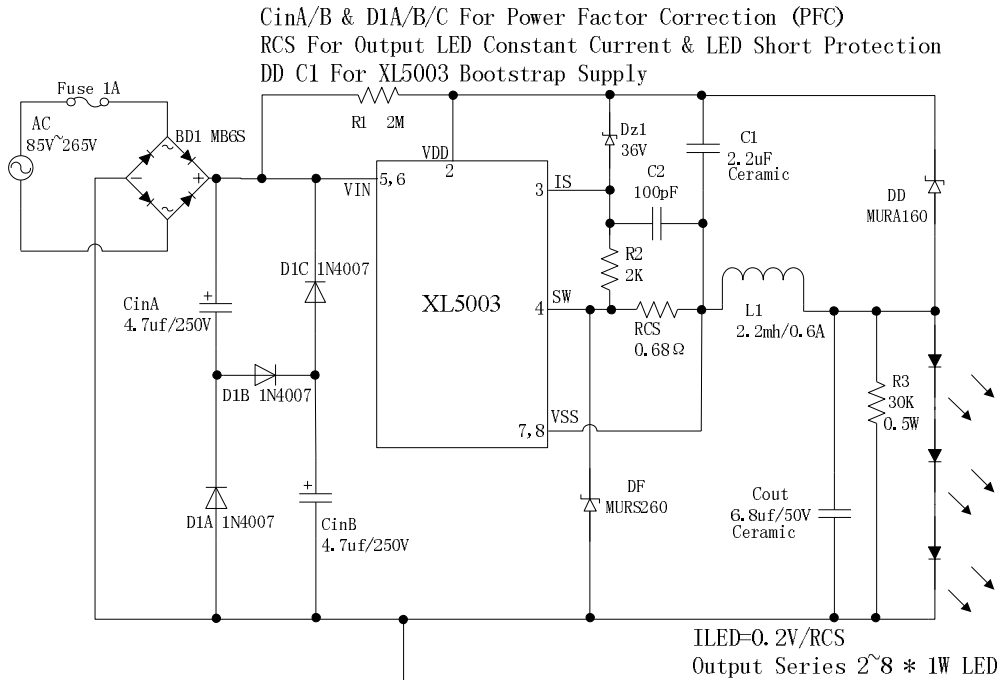 CinA/B & D1A/B/C For Power Factor Correction (PFC)
RCS For Output LED Constant Current & LED Short Protection
DD C1 For XL5003 Bootstrap Supply
Fuse 1A
AC
85V~265V
BD1 MB6S
R1 2M
VDD
2
VIN
5,6
3
IS
Dz1
36V
C1
2.2uF
Ceramic
C2
100pF
DD
MURA160
R2
2K
D1C 1N4007
CinA
4.7uf/250V
XL5003
4
SW
RCS
0.68Ω
L1
2.2mh/0.6A
D1B 1N4007
R3
30K
0.5W
7,8
VSS
D1A 1N4007
CinB
4.7uf/250V
DF
MURS260
Cout
6.8uf/50V
Ceramic
ILED=0.2V/RCS
Output Series 2~8 * 1W LED